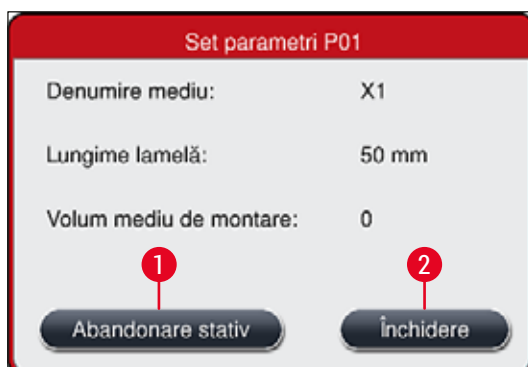 Set parametri P01
Denumire mediu: X1
Lungime lamelă: 50 mm
Volum mediu de montare: 0
1 2
Abandonare stativ Închidere